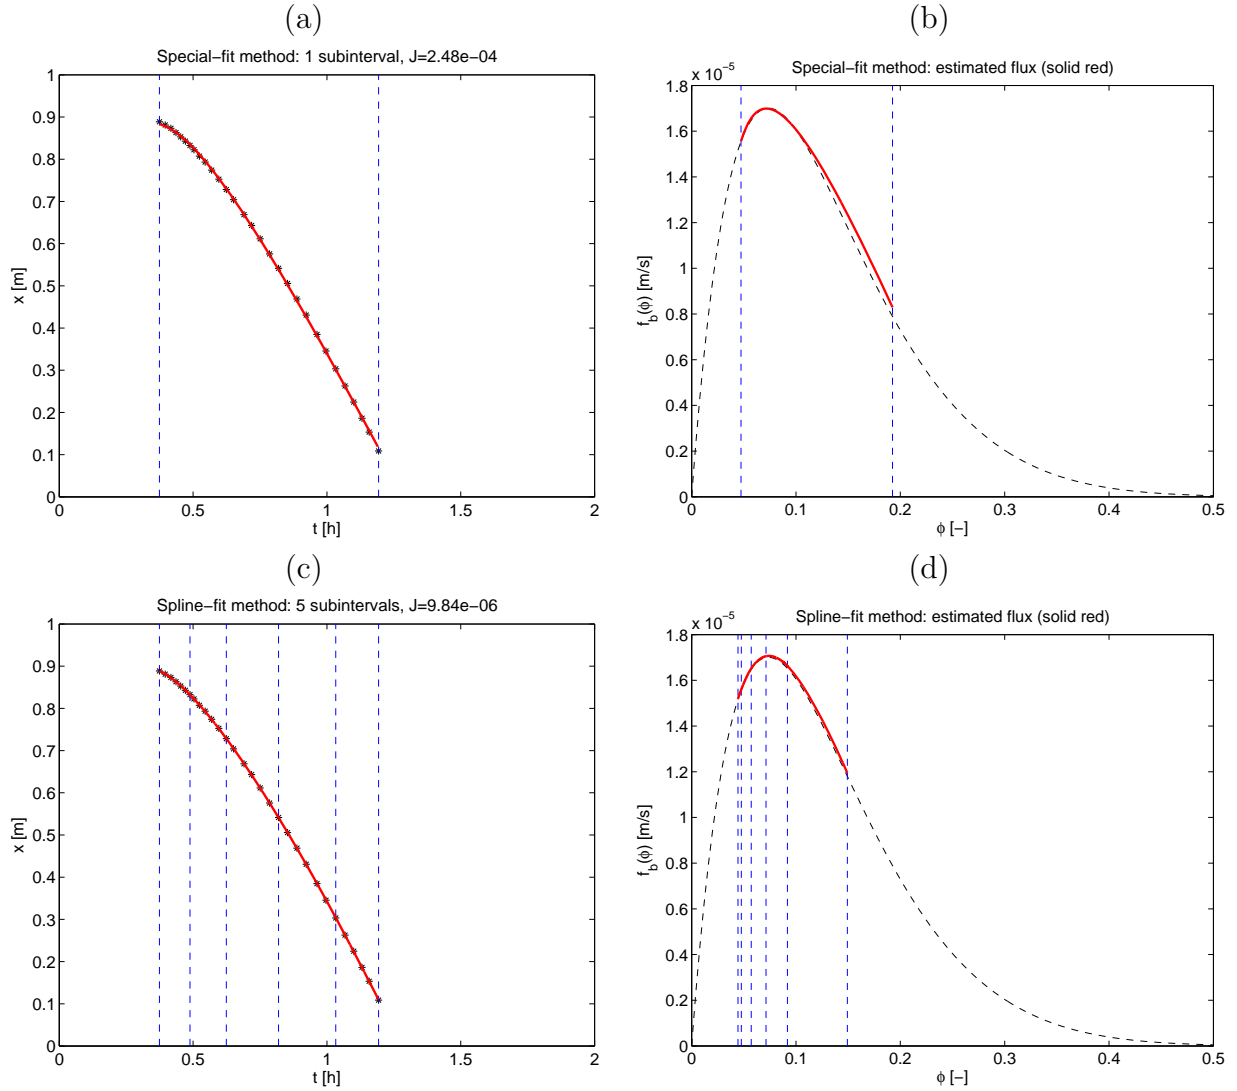 (a)
Special−fit method: 1 subinterval, J=2.48e−04
1
0.9
0.8
0.7
0.6
0.5
0.4
0.3
0.2
0.1
0
x [m]
0 0.5 1 1.5 2
t [h]
(b)
Special−fit method: estimated flux (solid red)
x 10⁻⁵
1.8
1.6
1.4
1.2
1
0.8
0.6
0.4
0.2
0
f_b(ϕ) [m/s]
0 0.1 0.2 0.3 0.4 0.5
ϕ [−]
(c)
Spline−fit method: 5 subintervals, J=9.84e−06
1
0.9
0.8
0.7
0.6
0.5
0.4
0.3
0.2
0.1
0
x [m]
0 0.5 1 1.5 2
t [h]
(d)
Spline−fit method: estimated flux (solid red)
x 10⁻⁵
1.8
1.6
1.4
1.2
1
0.8
0.6
0.4
0.2
0
f_b(ϕ) [m/s]
0 0.1 0.2 0.3 0.4 0.5
ϕ [−]